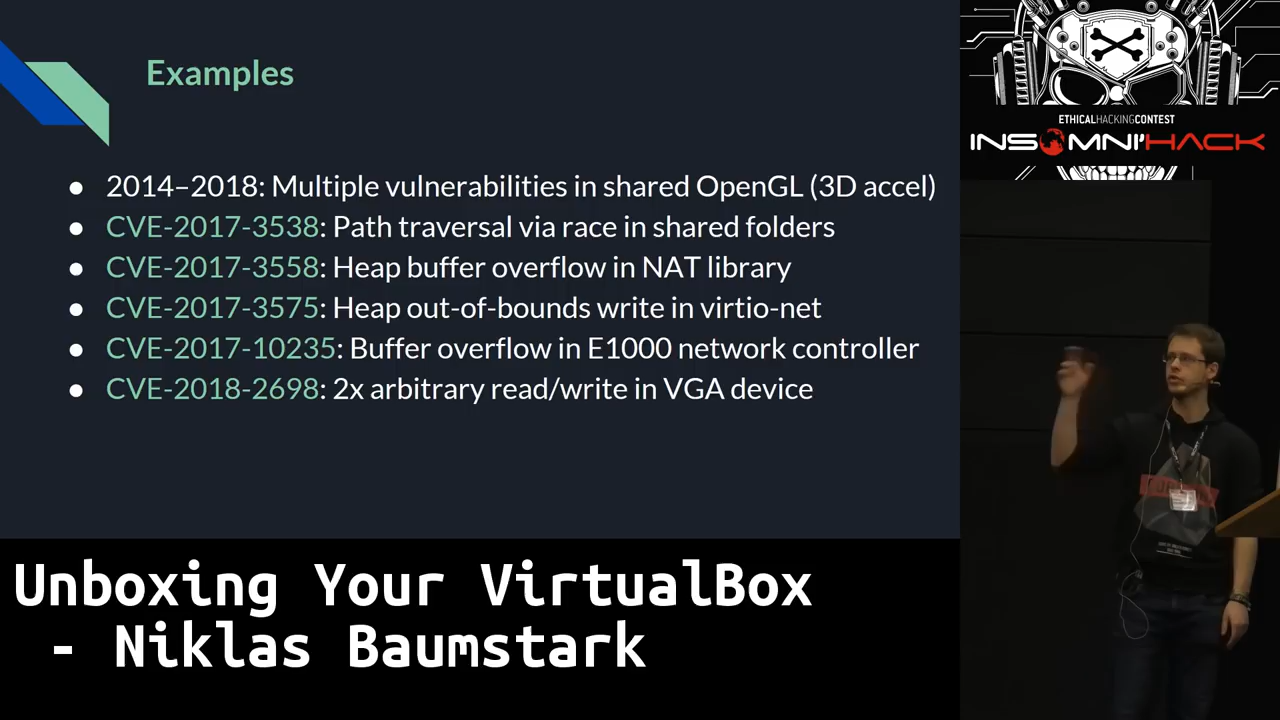 Examples
● 2014–2018: Multiple vulnerabilities in shared OpenGL (3D accel)
● CVE-2017-3538: Path traversal via race in shared folders
● CVE-2017-3558: Heap buffer overflow in NAT library
● CVE-2017-3575: Heap out-of-bounds write in virtio-net
● CVE-2017-10235: Buffer overflow in E1000 network controller
● CVE-2018-2698: 2x arbitrary read/write in VGA device
Unboxing Your VirtualBox
- Niklas Baumstark
ETHICALHACKINGCONTEST
INSOMNI'HACK